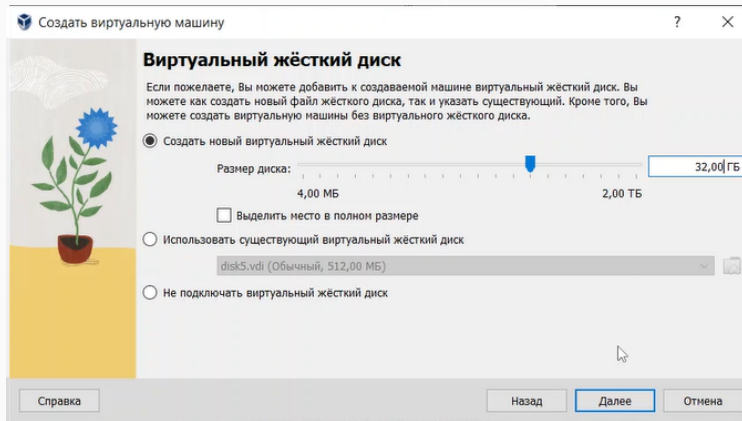 Создать виртуальную машину
Виртуальный жёсткий диск
Если пожелаете, Вы можете добавить к создаваемой машине виртуальный жёсткий диск. Вы
можете как создать новый файл жёсткого диска, так и указать существующий. Кроме того, Вы
можете создать виртуальную машины без виртуального жёсткого диска.
Создать новый виртуальный жёсткий диск
Размер диска: 32,00 ГБ
4,00 МБ 2,00 ТБ
Выделить место в полном размере
Использовать существующий виртуальный жёсткий диск
disk5.vdi (Обычный, 512,00 МБ)
Не подключать виртуальный жёсткий диск
Справка Назад Далее Отмена